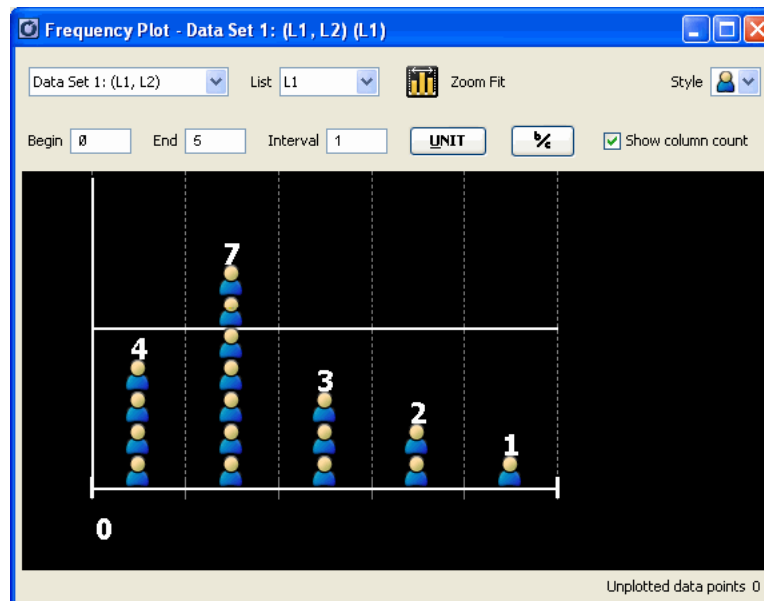 Frequency Plot - Data Set 1: (L1, L2) (L1)
Data Set 1: (L1, L2) List L1 Zoom Fit Style
Begin 0 End 5 Interval 1 UNIT b/c Show column count
7
4
3
2
1
0
Unplotted data points 0